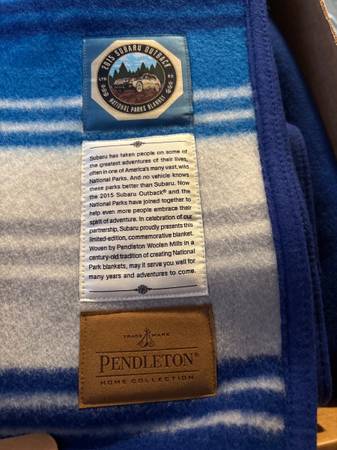 2015 SUBARU OUTBACK
NATIONAL PARKS BLANKET
Subaru has taken people on some of
the greatest adventures of their lives,
often in one of America's many vast, wild
National Parks. And no vehicle knows
these parks better than Subaru. Now
the 2015 Subaru Outback® and the
National Parks have joined together to
help even more people embrace their
spirit of adventure. In celebration of our
partnership, Subaru proudly presents this
limited-edition, commemorative blanket.
Woven by Pendleton Woolen Mills in a
century-old tradition of creating National
Park blankets, may it serve you well for
many years and adventures to come.
TRADE MARK
PENDLETON®
HOME COLLECTION